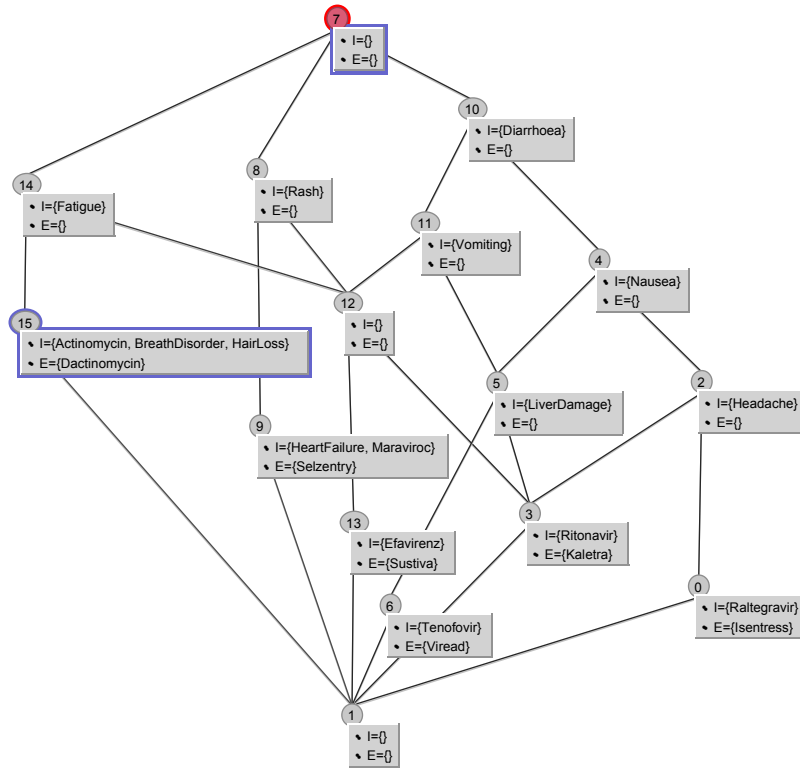 7
I={}
E={}
10
I={Diarrhoea}
E={}
8
I={Rash}
E={}
14
I={Fatigue}
E={}
11
I={Vomiting}
E={}
4
I={Nausea}
E={}
12
I={}
E={}
15
I={Actinomycin, BreathDisorder, HairLoss}
E={Dactinomycin}
5
I={LiverDamage}
E={}
2
I={Headache}
E={}
9
I={HeartFailure, Maraviroc}
E={Selzentry}
3
I={Ritonavir}
E={Kaletra}
13
I={Efavirenz}
E={Sustiva}
0
I={Raltegravir}
E={Isentress}
6
I={Tenofovir}
E={Viread}
1
I={}
E={}